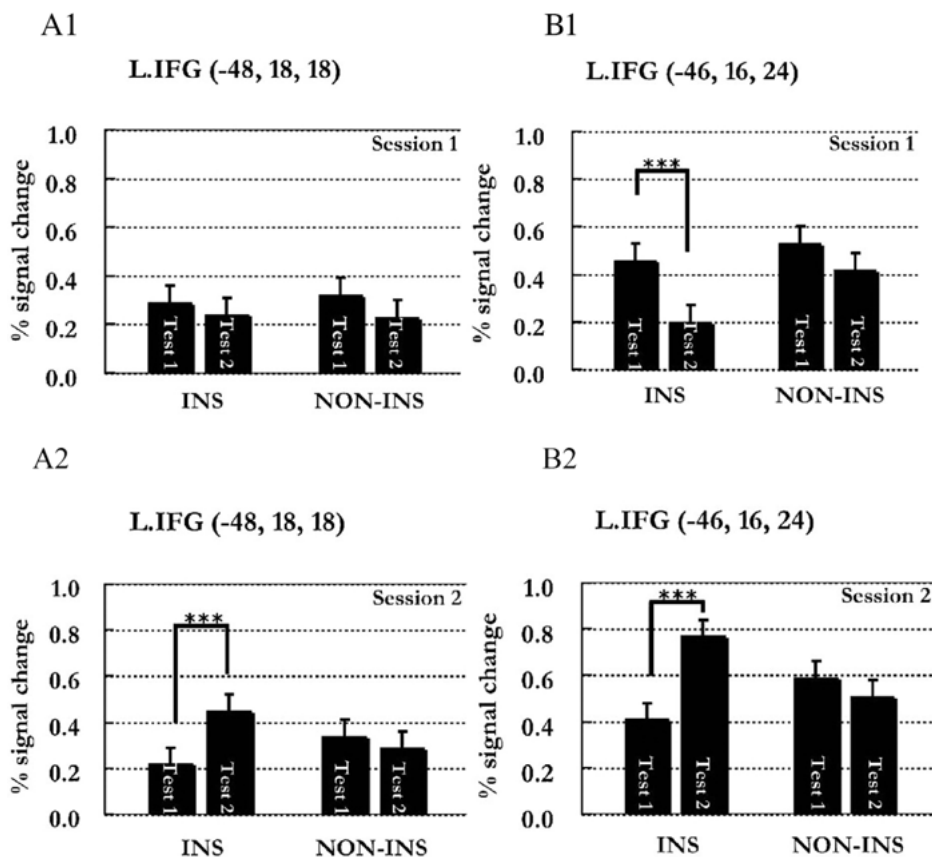 A1
L.IFG (-48, 18, 18)
Session 1
% signal change
1.0
0.8
0.6
0.4
0.2
0.0
***
Test 1
Test 2
Test 1
Test 2
INS
NON-INS
B1
L.IFG (-46, 16, 24)
Session 1
% signal change
1.0
0.8
0.6
0.4
0.2
0.0
Test 1
Test 2
Test 1
Test 2
INS
NON-INS
A2
L.IFG (-48, 18, 18)
Session 2
% signal change
1.0
0.8
0.6
0.4
0.2
0.0
***
Test 1
Test 2
Test 1
Test 2
INS
NON-INS
B2
L.IFG (-46, 16, 24)
Session 2
% signal change
1.0
0.8
0.6
0.4
0.2
0.0
***
Test 1
Test 2
Test 1
Test 2
INS
NON-INS